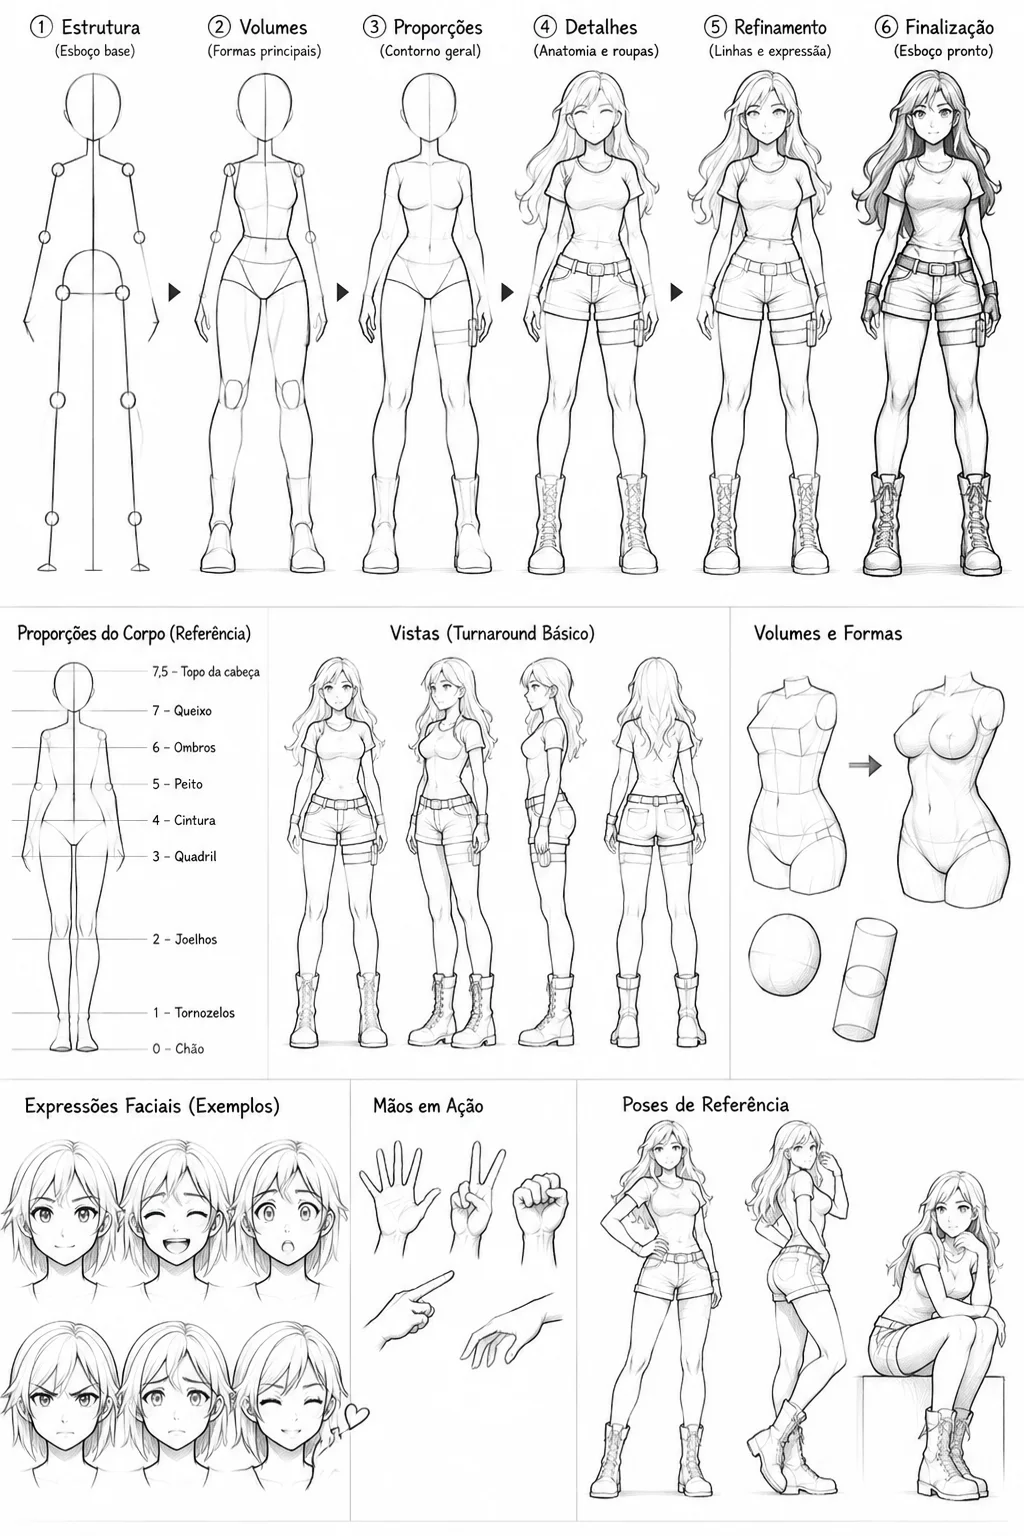 1 Estrutura
(Esboço base)
2 Volumes
(Formas principais)
3 Proporções
(Contorno geral)
4 Detalhes
(Anatomia e roupas)
5 Refinamento
(Linhas e expressão)
6 Finalização
(Esboço pronto)
Proporções do Corpo (Referência)
7,5 – Topo da cabeça
7 – Queixo
6 – Ombros
5 – Peito
4 – Cintura
3 – Quadril
2 – Joelhos
1 – Tornozelos
0 – Chão
Vistas (Turnaround Básico)
Volumes e Formas
Expressões Faciais (Exemplos)
Mãos em Ação
Poses de Referência